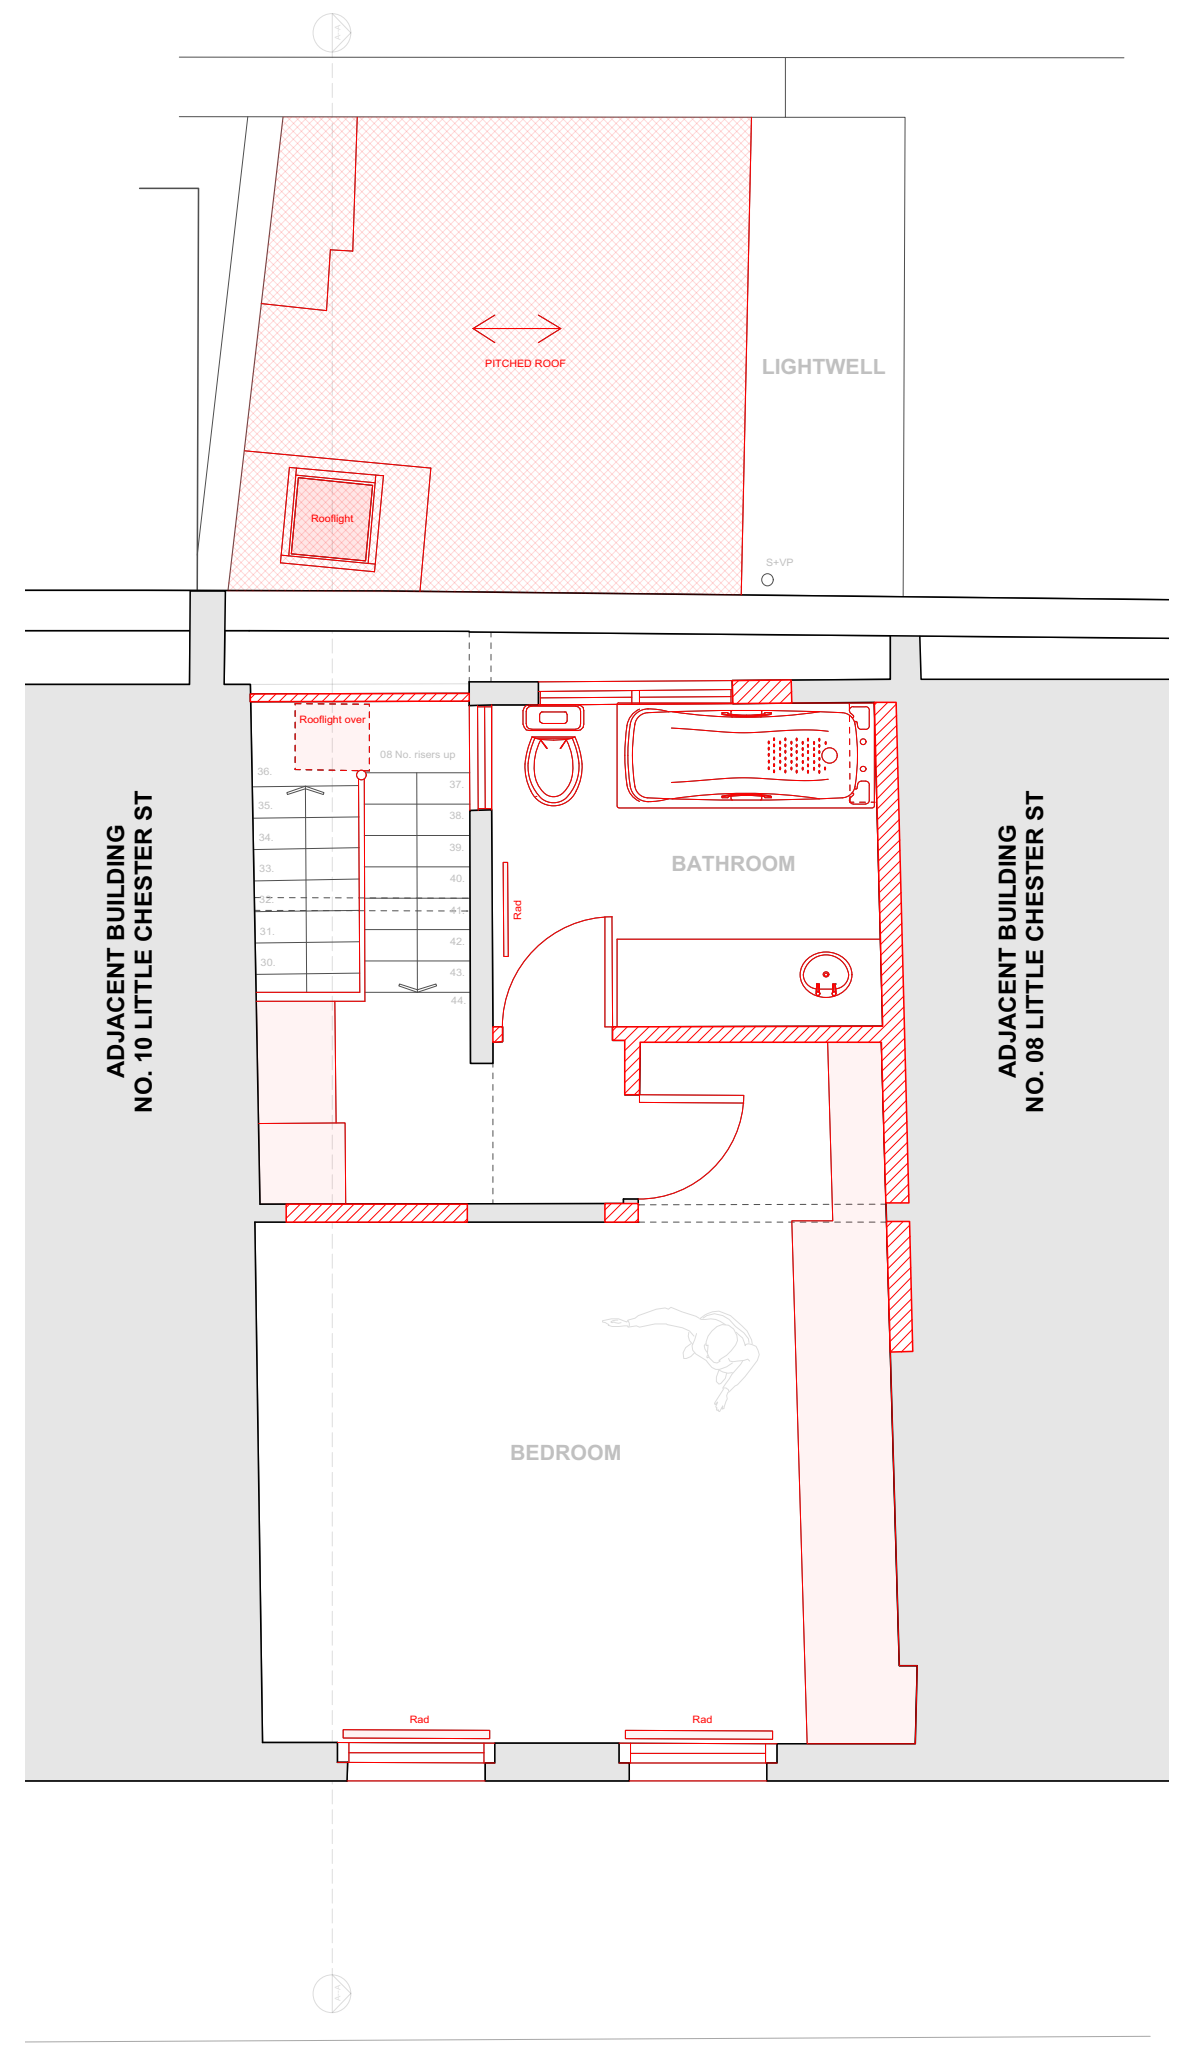 A-A
PITCHED ROOF
LIGHTWELL
Rooflight
S+VP
Rooflight over
08 No. risers up
36.
37.
35.
38.
34.
39.
33.
40.
32.
41.
31.
42.
30.
43.
44.
BATHROOM
Rad
ADJACENT BUILDING
NO. 10 LITTLE CHESTER ST
ADJACENT BUILDING
NO. 08 LITTLE CHESTER ST
BEDROOM
Rad
Rad
A-A